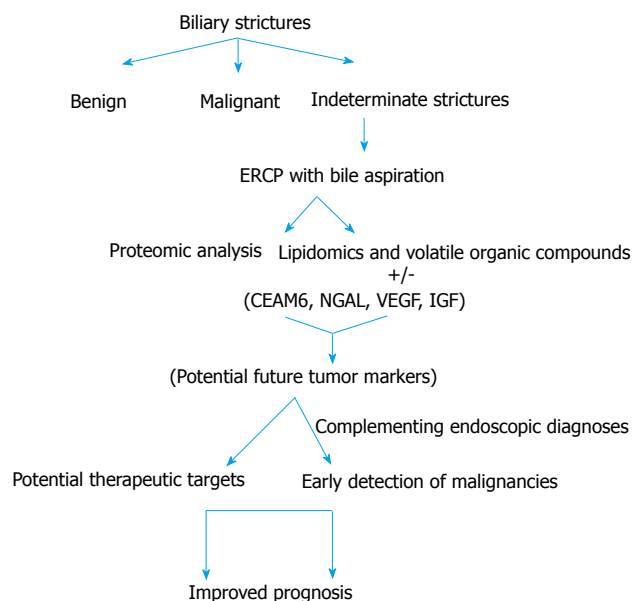 Biliary strictures
Benign
Malignant
Indeterminate strictures
ERCP with bile aspiration
Proteomic analysis
Lipidomics and volatile organic compounds
+/-
(CEAM6, NGAL, VEGF, IGF)
(Potential future tumor markers)
Complementing endoscopic diagnoses
Potential therapeutic targets
Early detection of malignancies
Improved prognosis